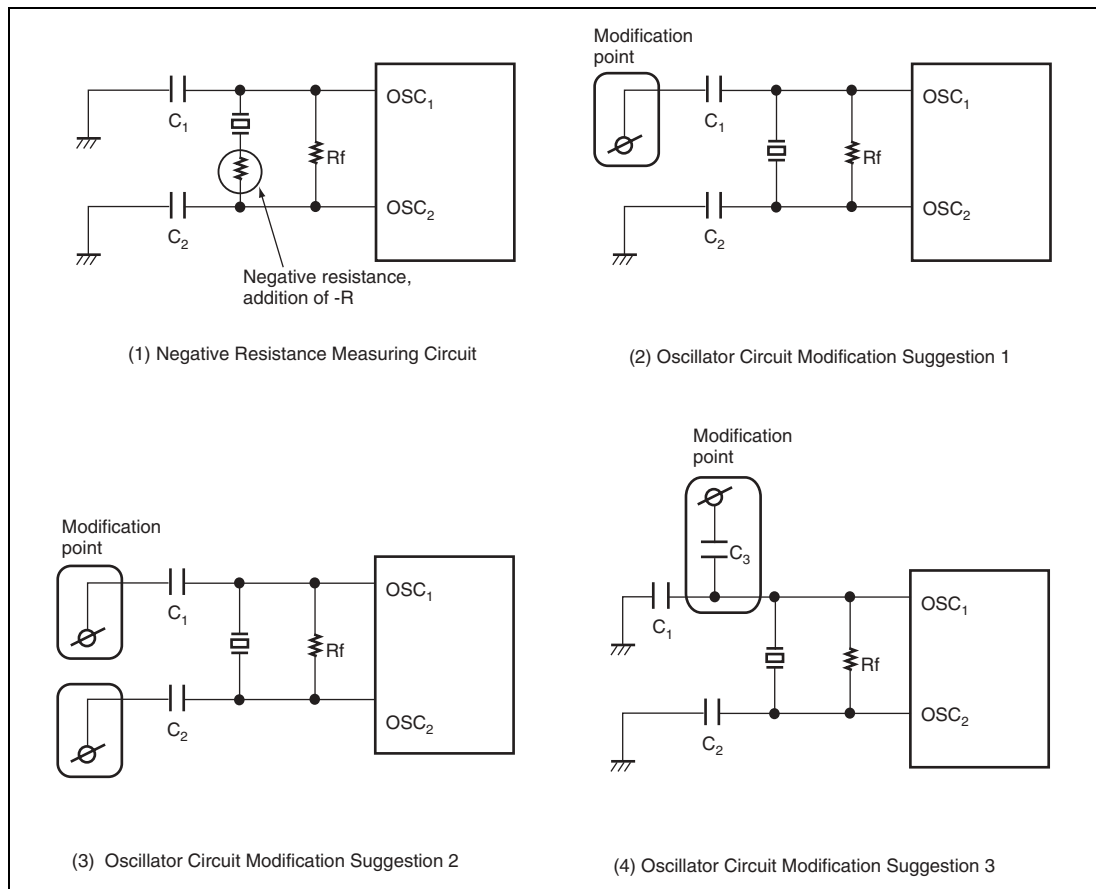 C₁
OSC₁
Rf
C₂
OSC₂
Negative resistance,
addition of -R
(1) Negative Resistance Measuring Circuit
Modification
point
C₁
OSC₁
Rf
C₂
OSC₂
(2) Oscillator Circuit Modification Suggestion 1
Modification
point
C₁
OSC₁
Rf
C₂
OSC₂
(3) Oscillator Circuit Modification Suggestion 2
Modification
point
C₃
C₁
OSC₁
Rf
C₂
OSC₂
(4) Oscillator Circuit Modification Suggestion 3